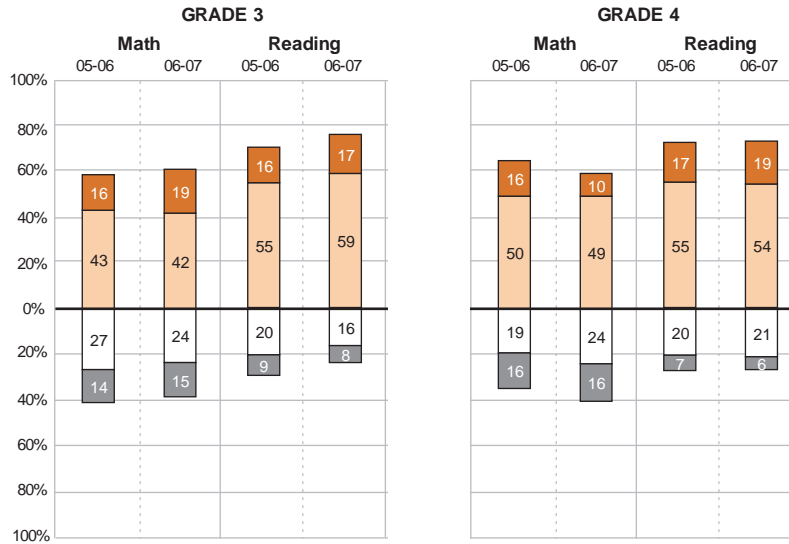 GRADE 3
GRADE 4
Math Reading
Math Reading
05-06 06-07 05-06 06-07
05-06 06-07 05-06 06-07
100%
80%
60%
40%
20%
0%
20%
40%
60%
80%
100%
16 19 16 17
43 42 55 59
27 24 20 16
14 15 9 8
16 10 17 19
50 49 55 54
19 24 20 21
16 16 7 6